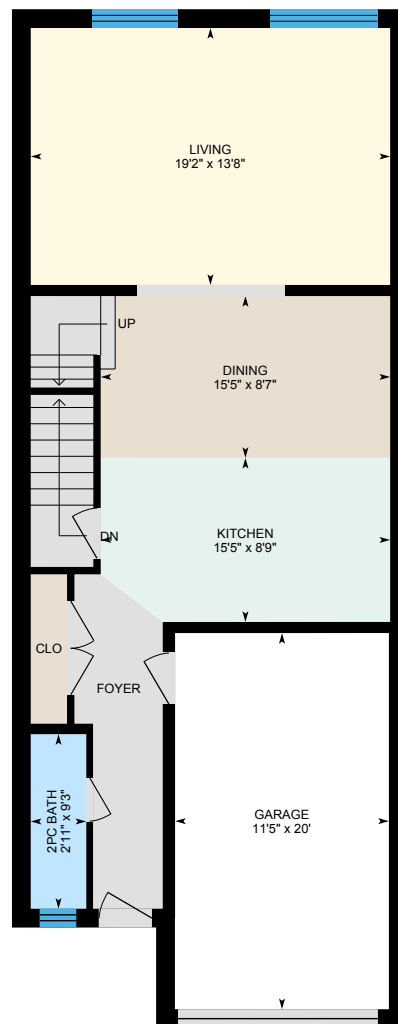 LIVING
19'2" x 13'8"
UP
DINING
15'5" x 8'7"
DN
KITCHEN
15'5" x 8'9"
CLO
FOYER
2PC BATH
2'11" x 9'3"
GARAGE
11'5" x 20'